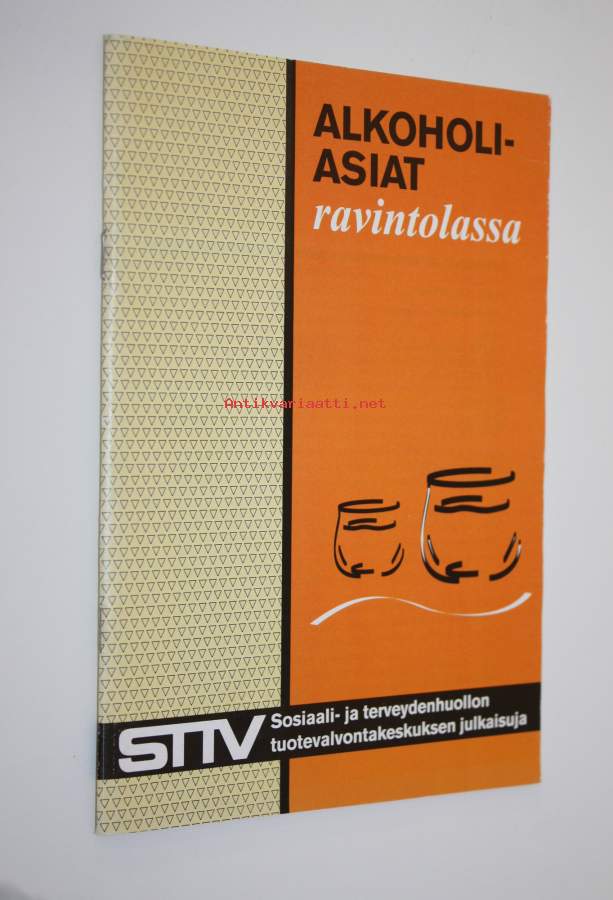 ALKOHOLI-
ASIAT
ravintolassa
Antikvariaatti.net
STTV
Sosiaali- ja terveydenhuollon
tuotevalvontakeskuksen julkaisuja